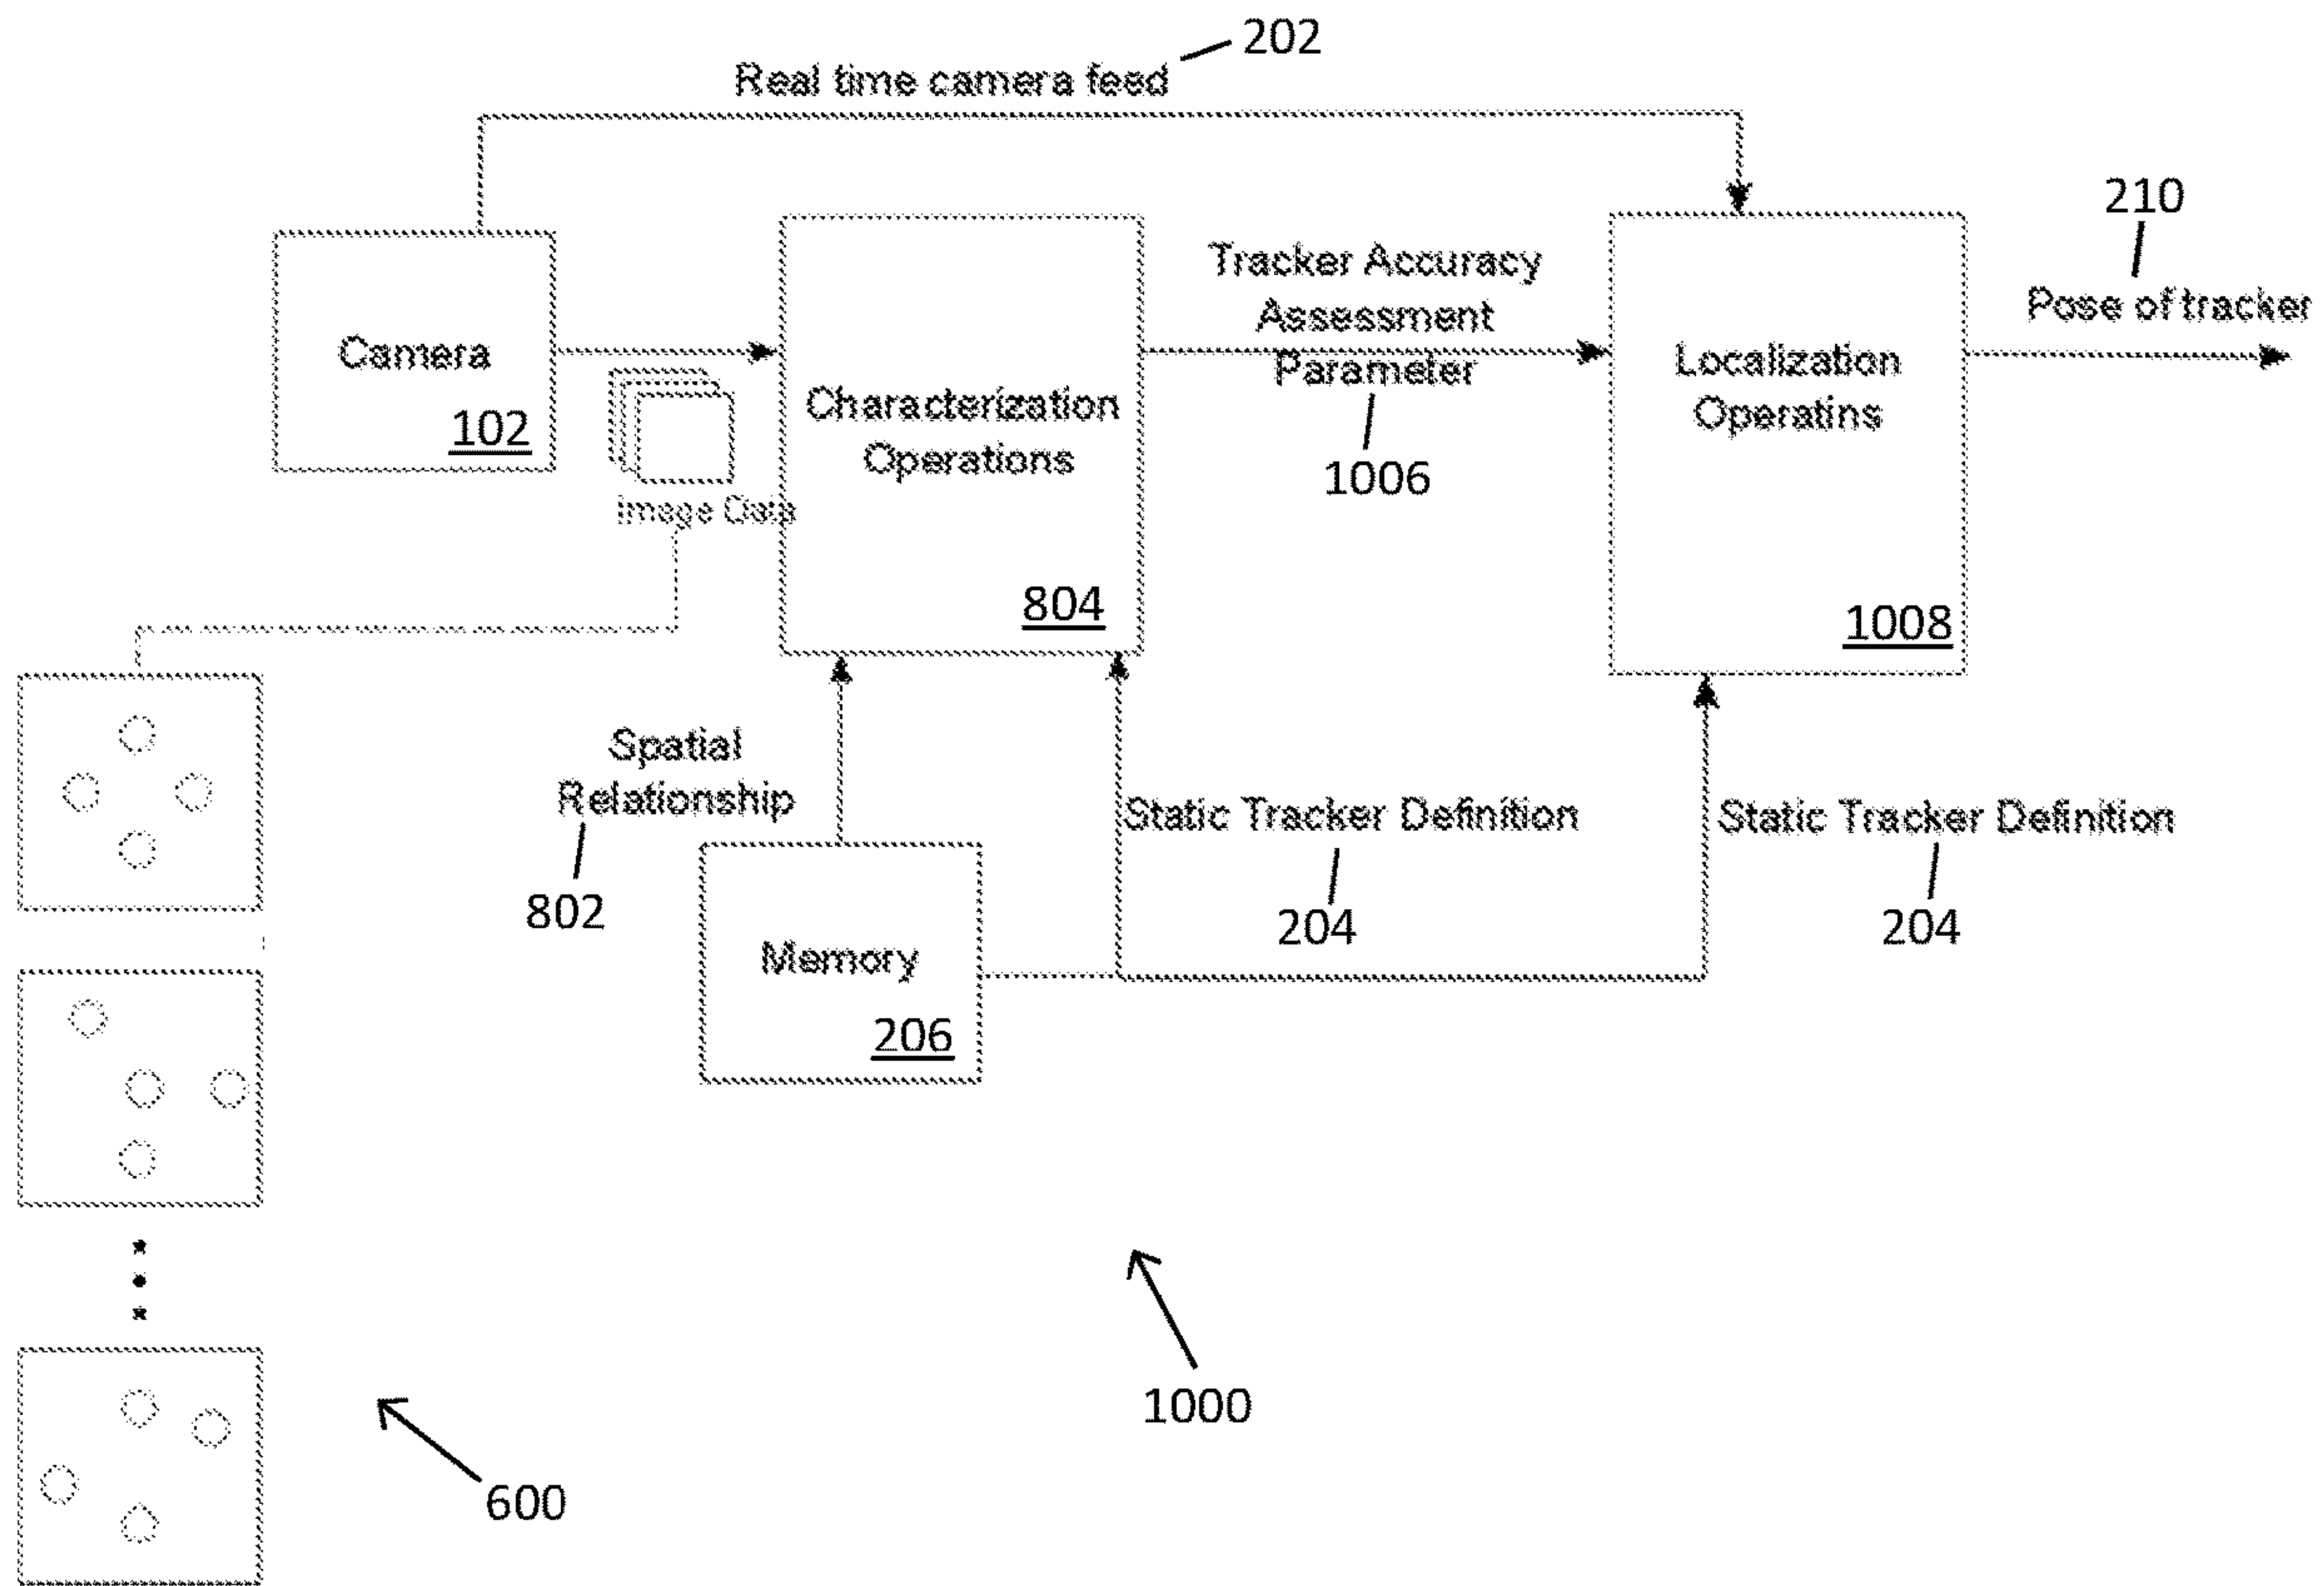 202
Real time camera feed
210
Pose of tracker
Camera
102
Image Data
Characterization
Operations
804
Tracker Accuracy
Assessment
Parameter
1006
Localization
Operatins
1008
Spatial
Relationship
802
Memory
206
Static Tracker Definition
204
Static Tracker Definition
204
1000
600